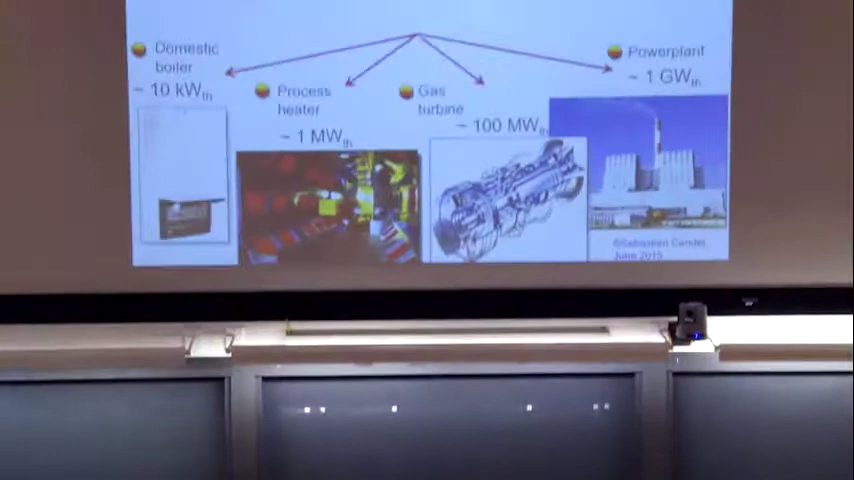 Domestic
boiler
~ 10 kWth
Process
heater
~ 1 MWth
Gas
turbine
~ 100 MWth
Powerplant
~ 1 GWth
©Sebastien Candel,
June 2015